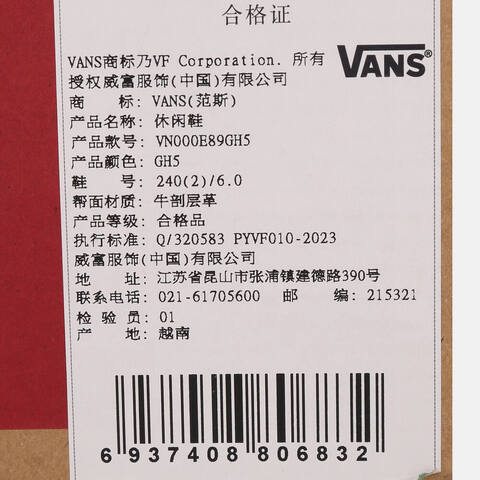 合格证
VANS商标乃VF Corporation. 所有
VANS®
授权威富服饰(中国)有限公司
商 标: VANS(范斯)
产品名称: 休闲鞋
产品款号: VN000E89GH5
产品颜色: GH5
鞋 号: 240(2)/6.0
帮面材质: 牛剖层革
产品等级: 合格品
执行标准: Q/320583 PYVF010-2023
威富服饰(中国)有限公司
地 址: 江苏省昆山市张浦镇建德路390号
联系电话: 021-61705600 邮 编: 215321
检 验 员: 01
产 地: 越南
6 937408 806832